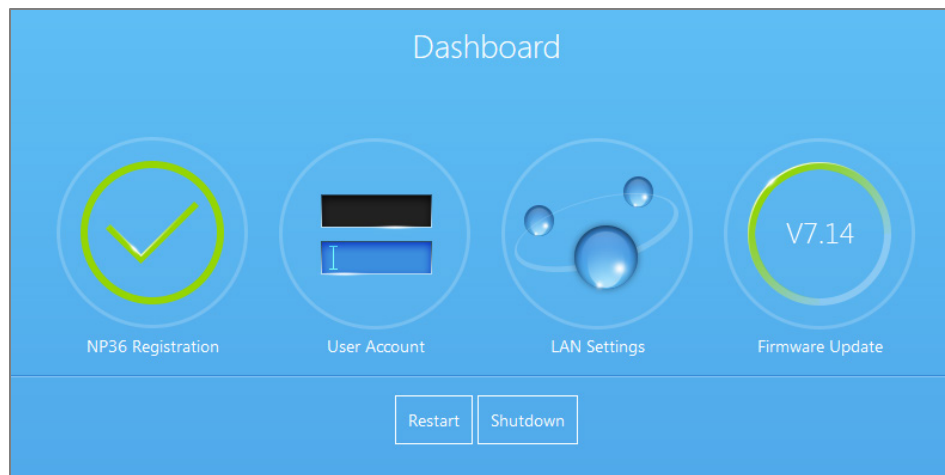 Dashboard
V7.14
NP36 Registration
User Account
LAN Settings
Firmware Update
Restart
Shutdown